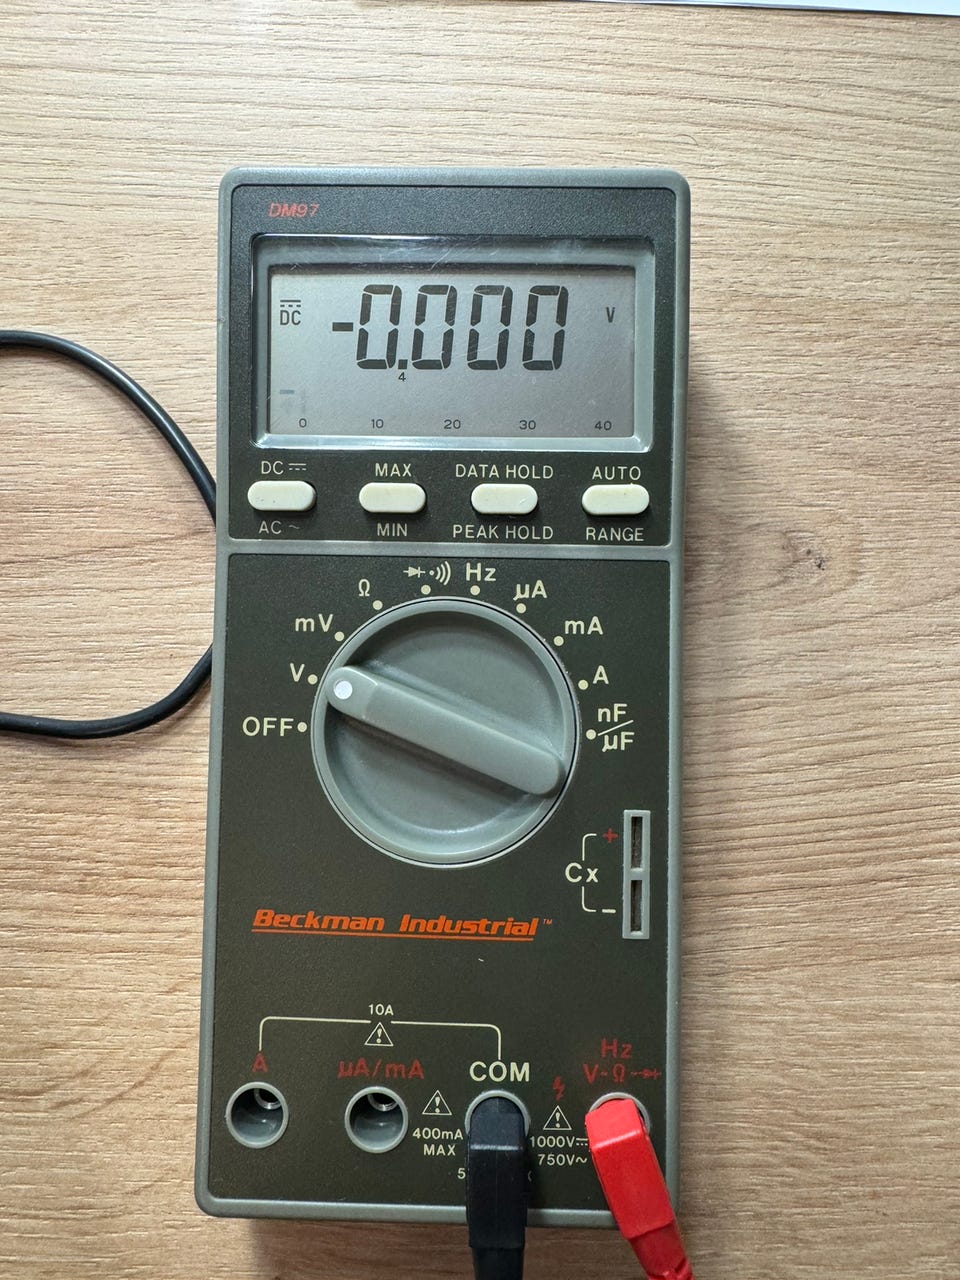 DM97
DC
-0.000 V
4
0 10 20 30 40
DC MAX DATA HOLD AUTO
AC ~ MIN PEAK HOLD RANGE
Hz
Ω µA
mV mA
V A
OFF nF/µF
+
Cx
−
Beckman Industrial™
10A
A µA/mA COM Hz
V-Ω
400mA
MAX
1000V
750V~